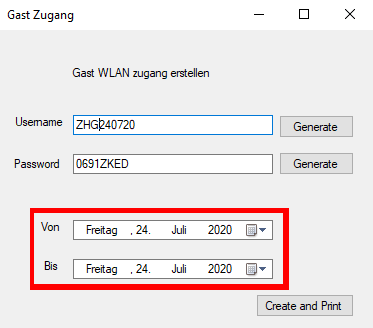 Gast Zugang
Gast WLAN zugang erstellen
Username ZHG240720 Generate
Password 0691ZKED Generate
Von Freitag , 24. Juli 2020
Bis Freitag , 24. Juli 2020
Create and Print